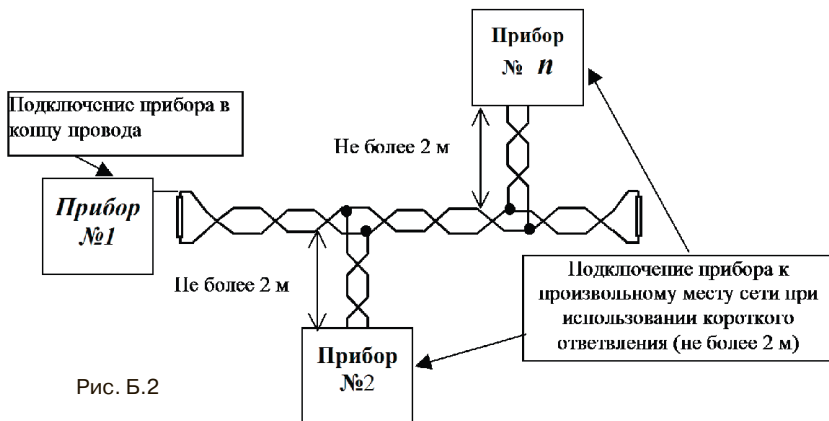 Прибор
№ n
Подключение прибора в
концу провода
Не более 2 м
Прибор
№1
Не более 2 м
Подключение прибора к
произвольному месту сети при
использовании короткого
ответвления (не более 2 м)
Прибор
№2
Рис. Б.2